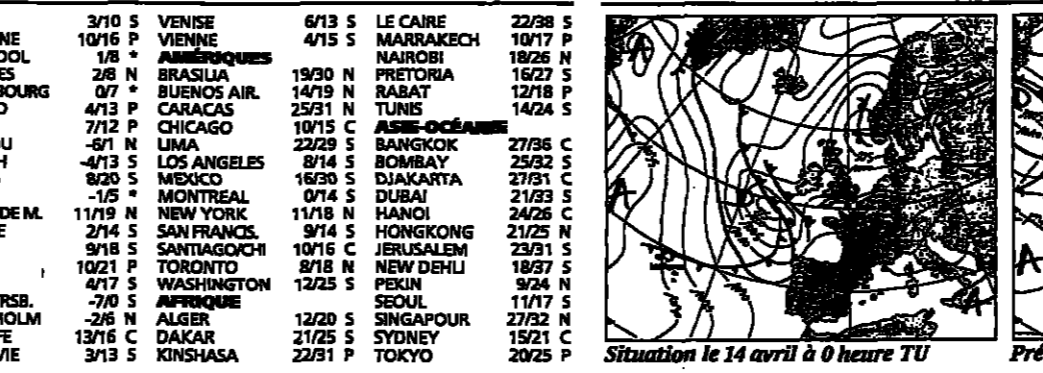 3/10 S VENISE 6/13 S LE CAIRE 22/38 S
NE 10/16 P VIENNE 4/15 S MARRAKECH 10/17 P
OOL 1/8 * AMÉRIQUES NAIROBI 18/26 N
ES 2/8 N BRASILIA 19/30 N PRETORIA 16/27 S
BOURG 0/7 * BUENOS AIR. 14/19 N RABAT 12/18 P
O 4/13 P CARACAS 25/31 N TUNIS 14/24 S
7/12 P CHICAGO 10/15 C ASIE-OCÉANIE
U -6/1 N LIMA 22/29 S BANGKOK 27/36 C
H -4/13 S LOS ANGELES 8/14 S BOMBAY 25/32 S
8/20 S MEXICO 16/30 S DJAKARTA 27/31 C
-1/5 * MONTREAL 0/14 S DUBAI 21/33 S
DE M. 11/19 N NEW YORK 11/18 N HANOI 24/26 C
E 2/14 S SAN FRANCIS. 9/14 S HONGKONG 21/25 N
9/18 S SANTIAGO/CHI 10/16 C JERUSALEM 23/31 S
10/21 P TORONTO 8/18 N NEW DEHLI 18/37 S
4/17 S WASHINGTON 12/25 S PEKIN 9/24 N
RSB. -7/0 S AFRIQUE SEOUL 11/17 S
HOLM -2/6 N ALGER 12/20 S SINGAPOUR 27/32 N
FE 13/16 C DAKAR 21/25 S SYDNEY 15/21 C
VIE 3/13 S KINSHASA 22/31 P TOKYO 20/25 P
A
A
A
A
Situation le 14 avril à 0 heure TU
Pré